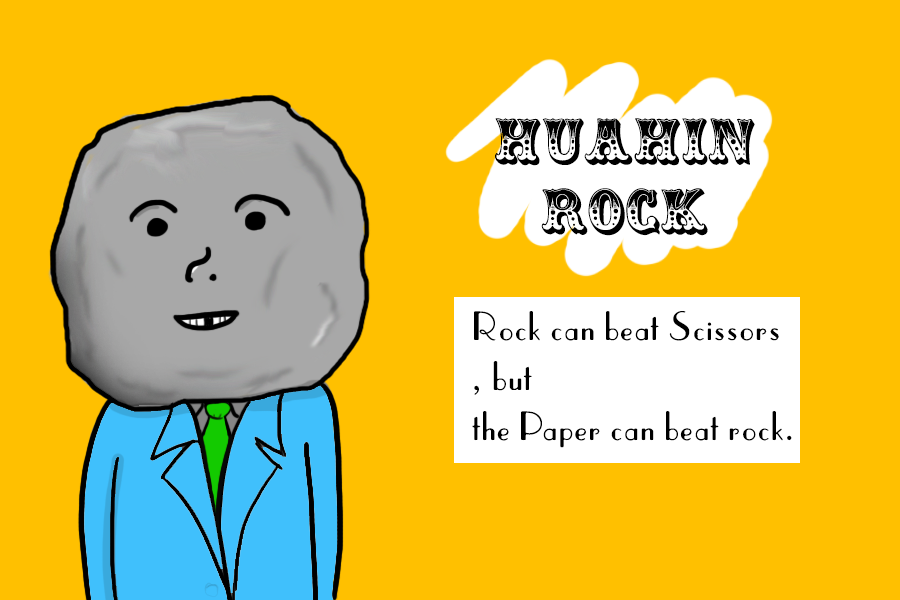 HUAHIN
ROCK
Rock can beat Scissors
, but
the Paper can beat rock.